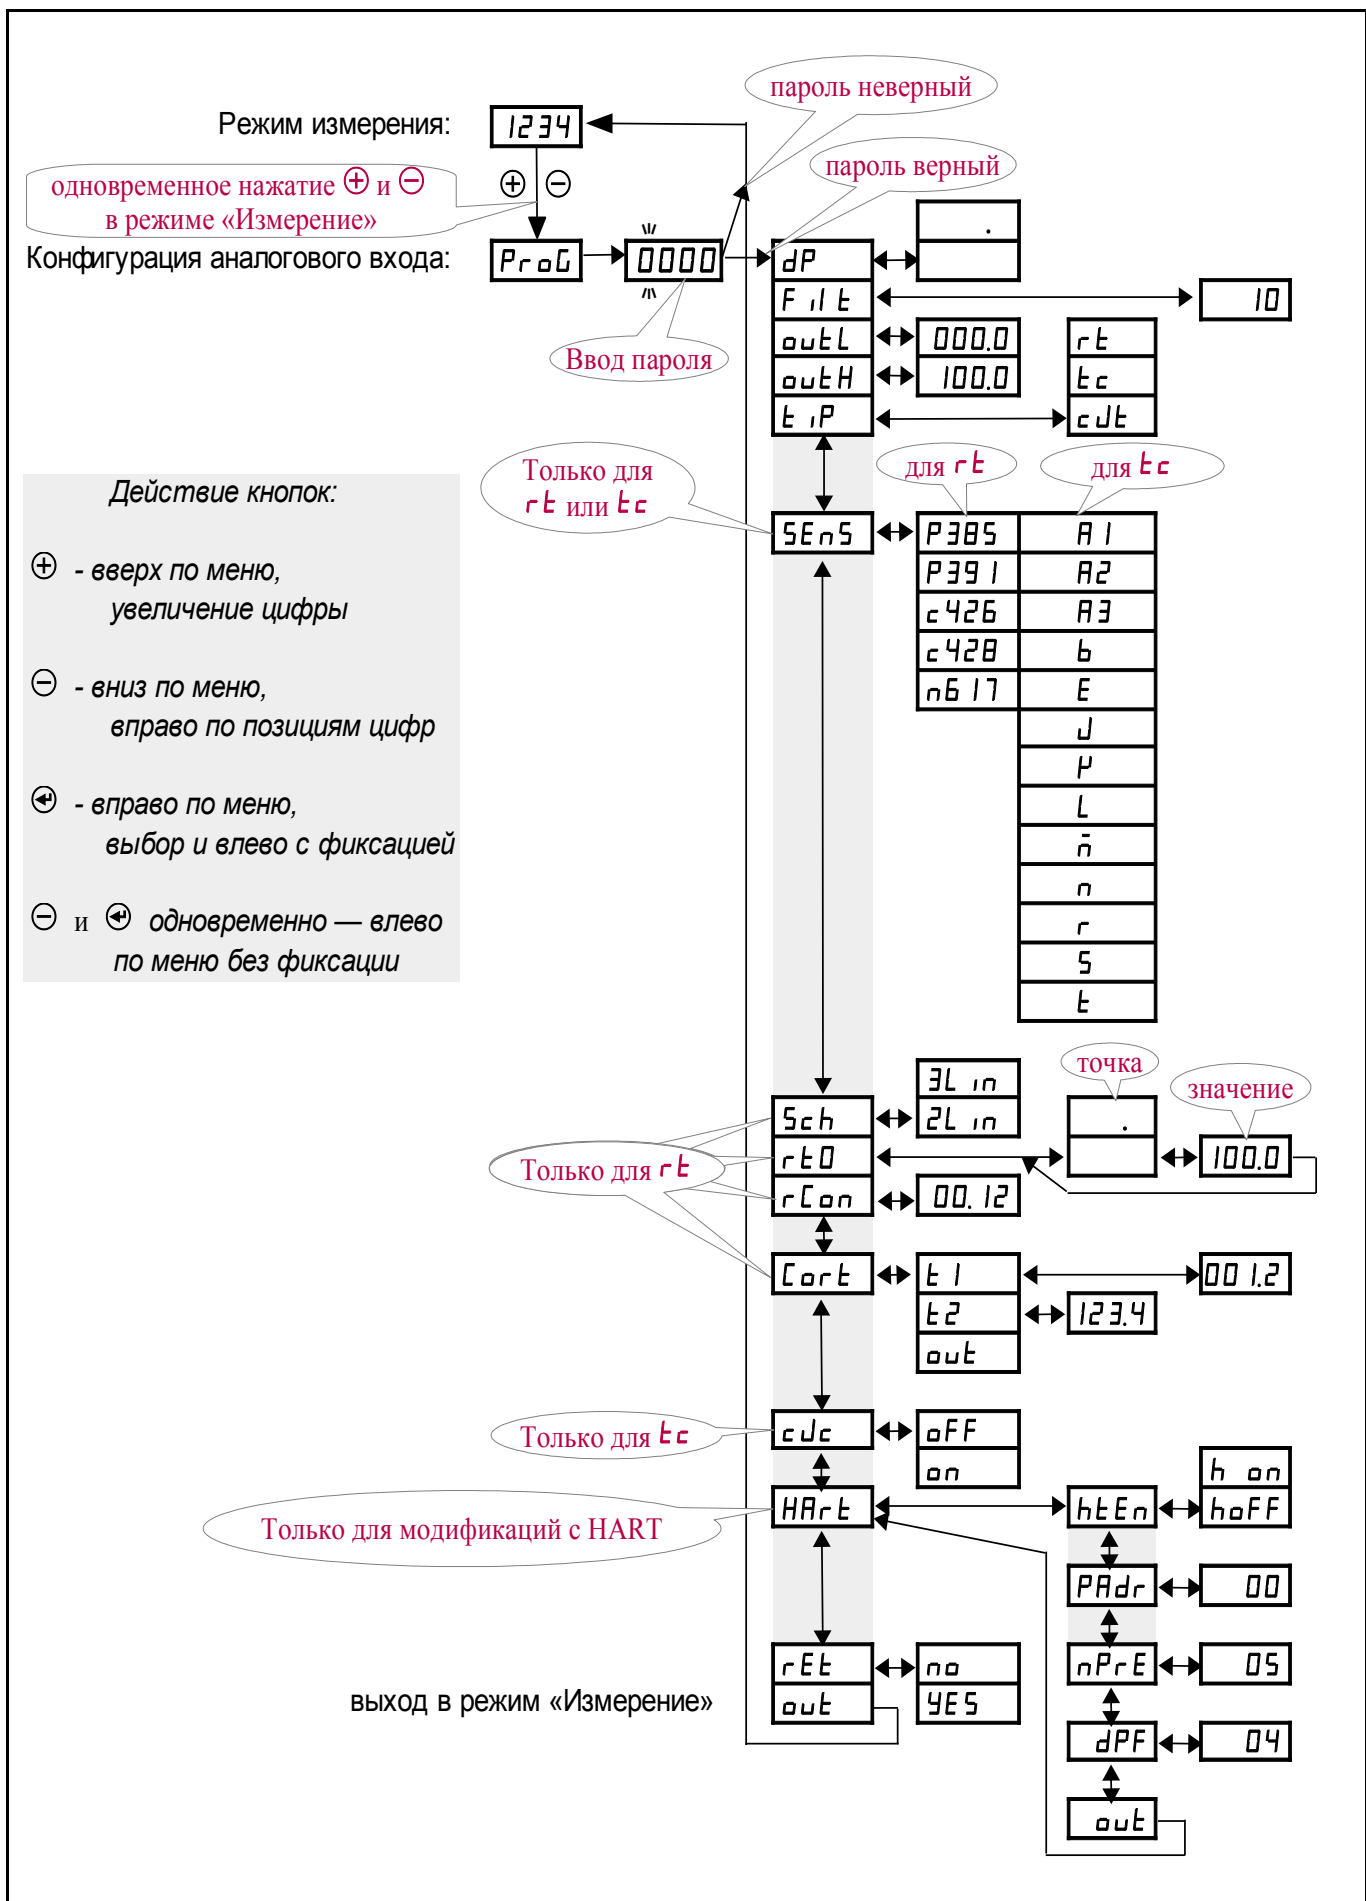 пароль неверный
Режим измерения:
1234
пароль верный
одновременное нажатие ⊕ и ⊖
в режиме «Измерение»
Конфигурация аналогового входа:
ProG
0000
Ввод пароля
dP
.
Filt
10
outL
000.0
outH
100.0
tiP
rt
tc
cJt
Только для
rt или tc
для rt
для tc
SEnS
P385
A1
P391
A2
c426
A3
c428
b
n617
E
J
L
n
r
S
t
Действие кнопок:
⊕ - вверх по меню,
увеличение цифры
⊖ - вниз по меню,
вправо по позициям цифр
- вправо по меню,
выбор и влево с фиксацией
⊖ и одновременно — влево
по меню без фиксации
точка
значение
Sch
3Lin
2Lin
Только для rt
rt0
.
100.0
rCon
00.12
Cort
t1
001.2
t2
123.4
out
Только для tc
cJc
oFF
on
Только для модификаций с HART
HArt
htEn
h on
hoFF
PAdr
00
nPrE
05
dPF
04
out
rEt
no
YES
out
выход в режим «Измерение»